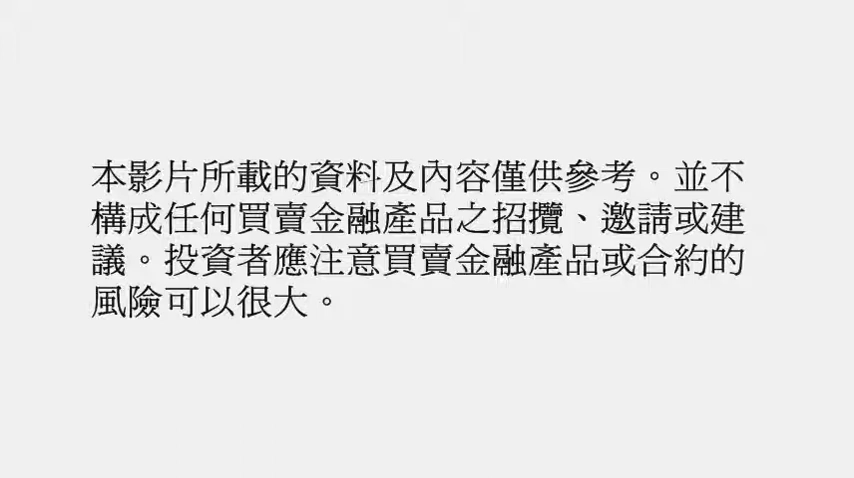 本影片所載的資料及內容僅供參考。並不
構成任何買賣金融產品之招攬、邀請或建
議。投資者應注意買賣金融產品或合約的
風險可以很大。